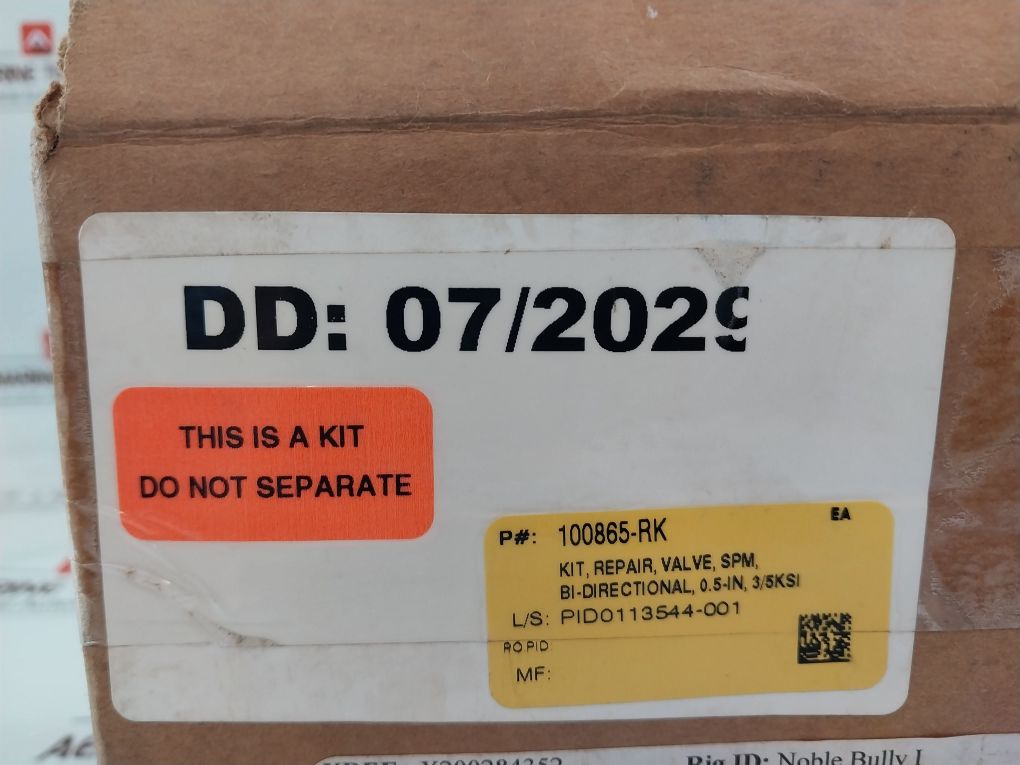 DD: 07/2029
THIS IS A KIT
DO NOT SEPARATE
EA
P#: 100865-RK
KIT, REPAIR, VALVE, SPM,
BI-DIRECTIONAL, 0.5-IN, 3/5KSI
L/S: PID0113544-001
RO PID
MF:
Rig ID: Noble Bully I